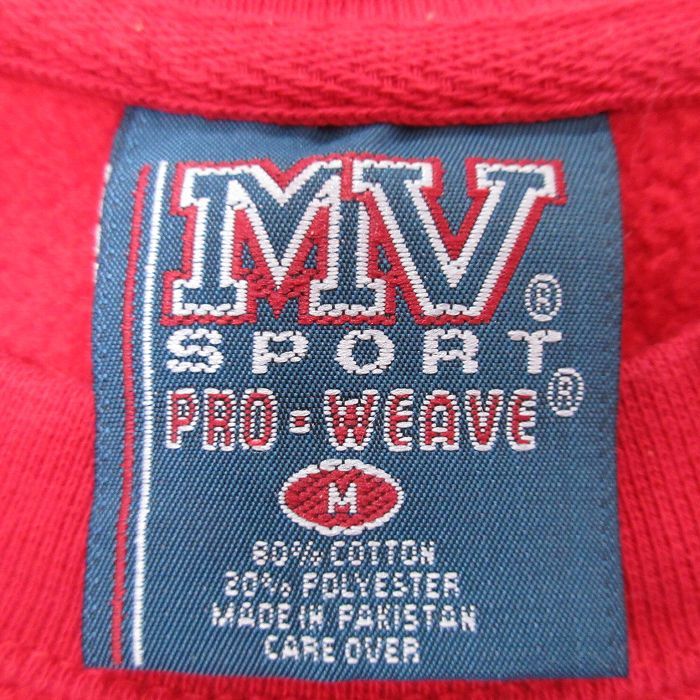 MV®
SPORT
PRO-WEAVE®
M
80% COTTON
20% POLYESTER
MADE IN PAKISTAN
CARE OVER